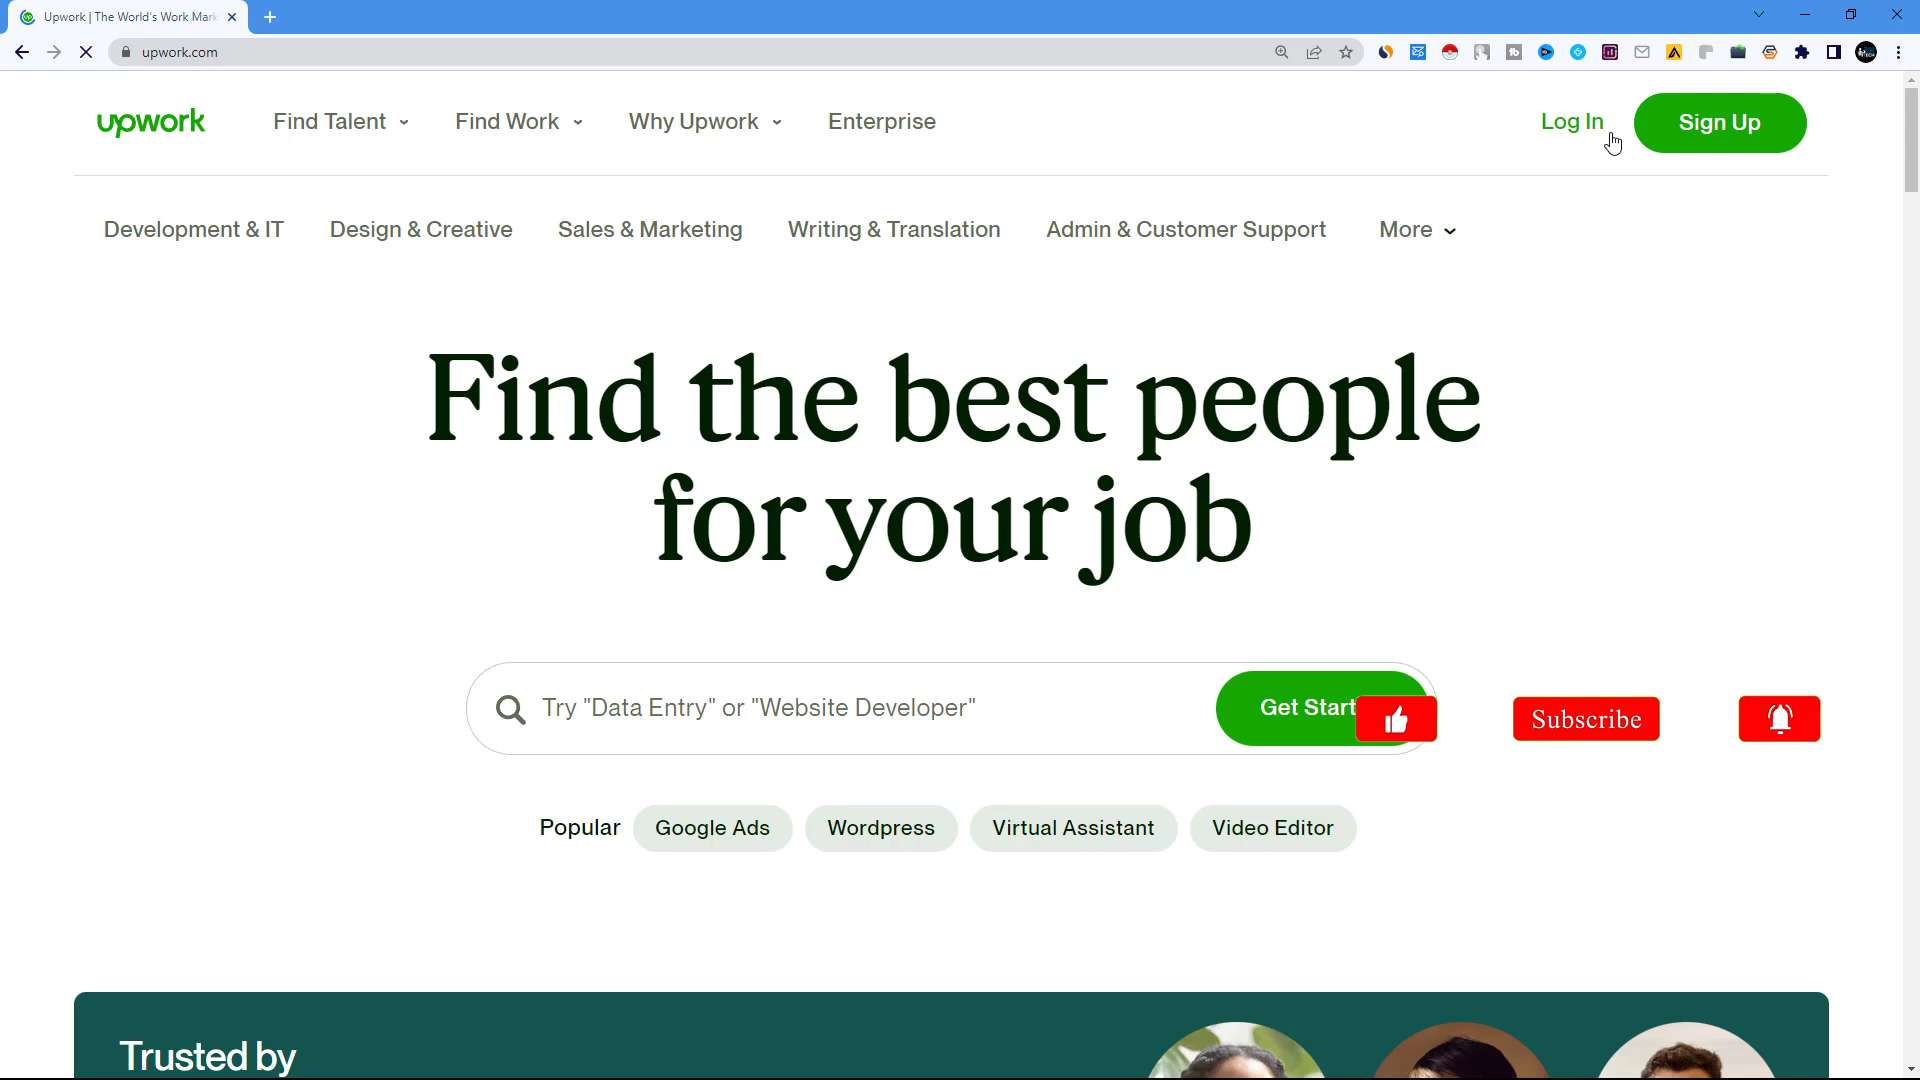 Upwork | The World's Work Mark
upwork.com
upwork
Find Talent
Find Work
Why Upwork
Enterprise
Log In
Sign Up
Development & IT
Design & Creative
Sales & Marketing
Writing & Translation
Admin & Customer Support
More
Find the best people
for your job
Try "Data Entry" or "Website Developer"
Get Start
Subscribe
Popular
Google Ads
Wordpress
Virtual Assistant
Video Editor
Trusted by